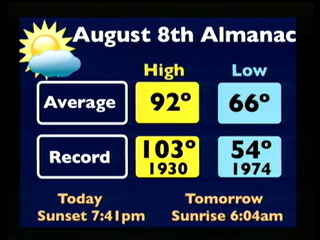 August 8th Almanac
High Low
Average 92° 66°
Record 103° 54°
1930 1974
Today Tomorrow
Sunset 7:41pm Sunrise 6:04am